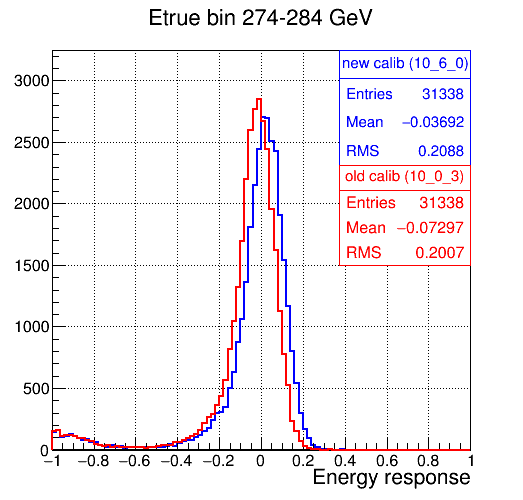 Etrue bin 274-284 GeV
new calib (10_6_0)
Entries 31338
Mean −0.03692
RMS 0.2088
old calib (10_0_3)
Entries 31338
Mean −0.07297
RMS 0.2007
3000
2500
2000
1500
1000
500
0
−1 −0.8 −0.6 −0.4 −0.2 0 0.2 0.4 0.6 0.8 1
Energy response